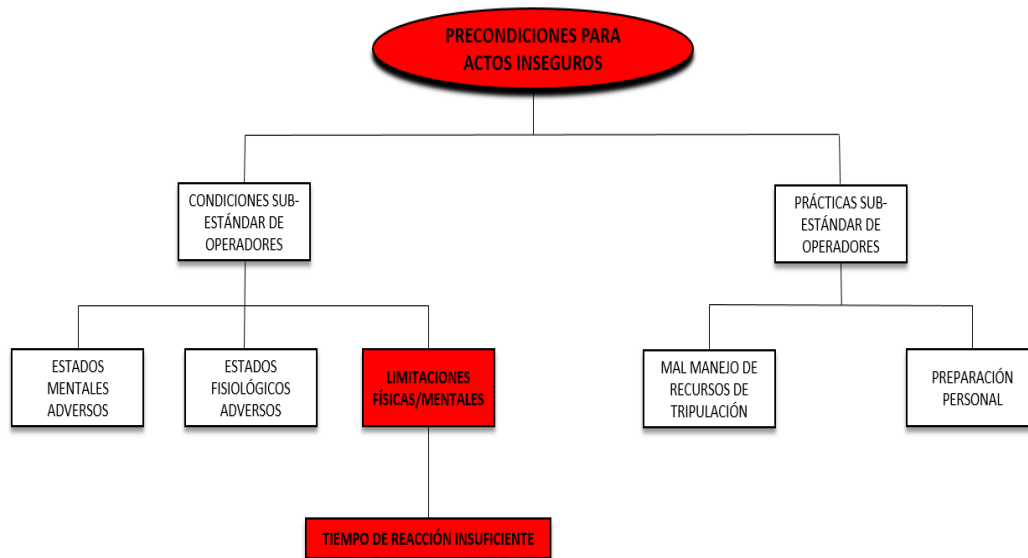 PRECONDICIONES PARA
ACTOS INSEGUROS
CONDICIONES SUB-
ESTÁNDAR DE
OPERADORES
PRÁCTICAS SUB-
ESTÁNDAR DE
OPERADORES
ESTADOS
MENTALES
ADVERSOS
ESTADOS
FISIOLÓGICOS
ADVERSOS
LIMITACIONES
FÍSICAS/MENTALES
MAL MANEJO DE
RECURSOS DE
TRIPULACIÓN
PREPARACIÓN
PERSONAL
TIEMPO DE REACCIÓN INSUFICIENTE